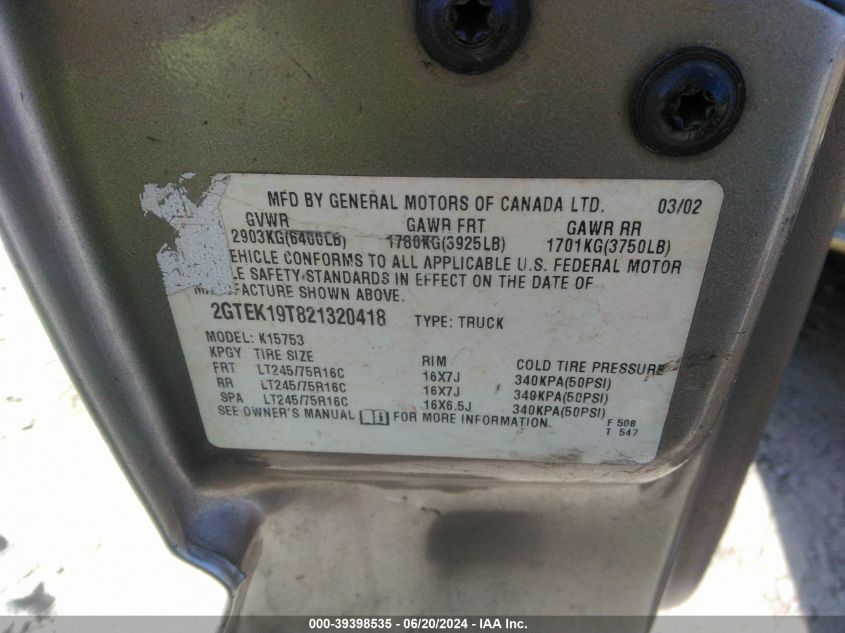 MFD BY GENERAL MOTORS OF CANADA LTD. 03/02
GVWR GAWR FRT GAWR RR
2903KG(6400LB) 1780KG(3925LB) 1701KG(3750LB)
VEHICLE CONFORMS TO ALL APPLICABLE U.S. FEDERAL MOTOR
LE SAFETY STANDARDS IN EFFECT ON THE DATE OF
MANUFACTURE SHOWN ABOVE.
2GTEK19T821320418 TYPE: TRUCK
MODEL: K15753
KPGY TIRE SIZE RIM COLD TIRE PRESSURE
FRT LT245/75R16C 16X7J 340KPA(50PSI)
RR LT245/75R16C 16X7J 340KPA(50PSI)
SPA LT245/75R16C 16X6.5J 340KPA(50PSI)
SEE OWNER'S MANUAL FOR MORE INFORMATION. F 508
T 547
000-39398535 - 06/20/2024 - IAA Inc.